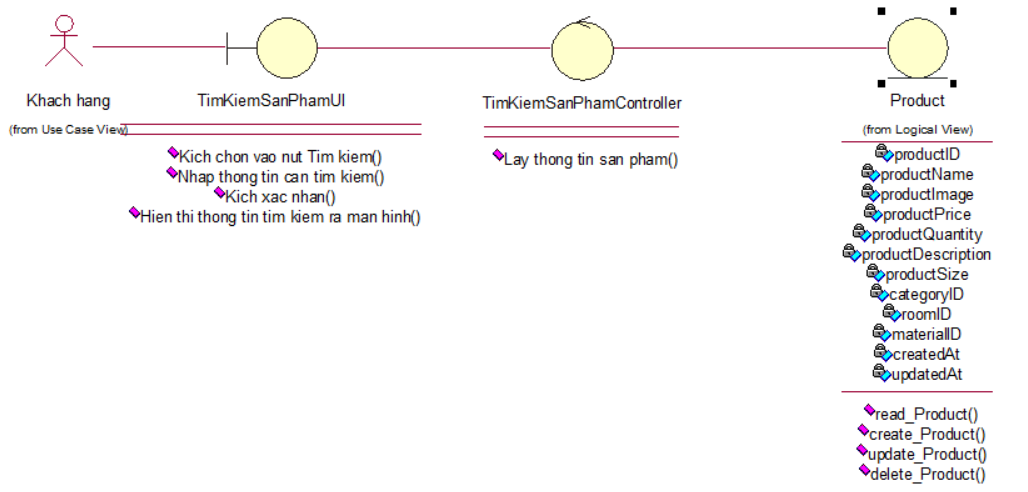 Khach hang
(from Use Case View)
TimKiemSanPhamUI
Kich chon vao nut Tim kiem()
Nhap thong tin can tim kiem()
Kich xac nhan()
Hien thi thong tin tim kiem ra man hinh()
TimKiemSanPhamController
Lay thong tin san pham()
Product
(from Logical View)
productID
productName
productImage
productPrice
productQuantity
productDescription
productSize
categoryID
roomID
materialID
createdAt
updatedAt
read_Product()
create_Product()
update_Product()
delete_Product()